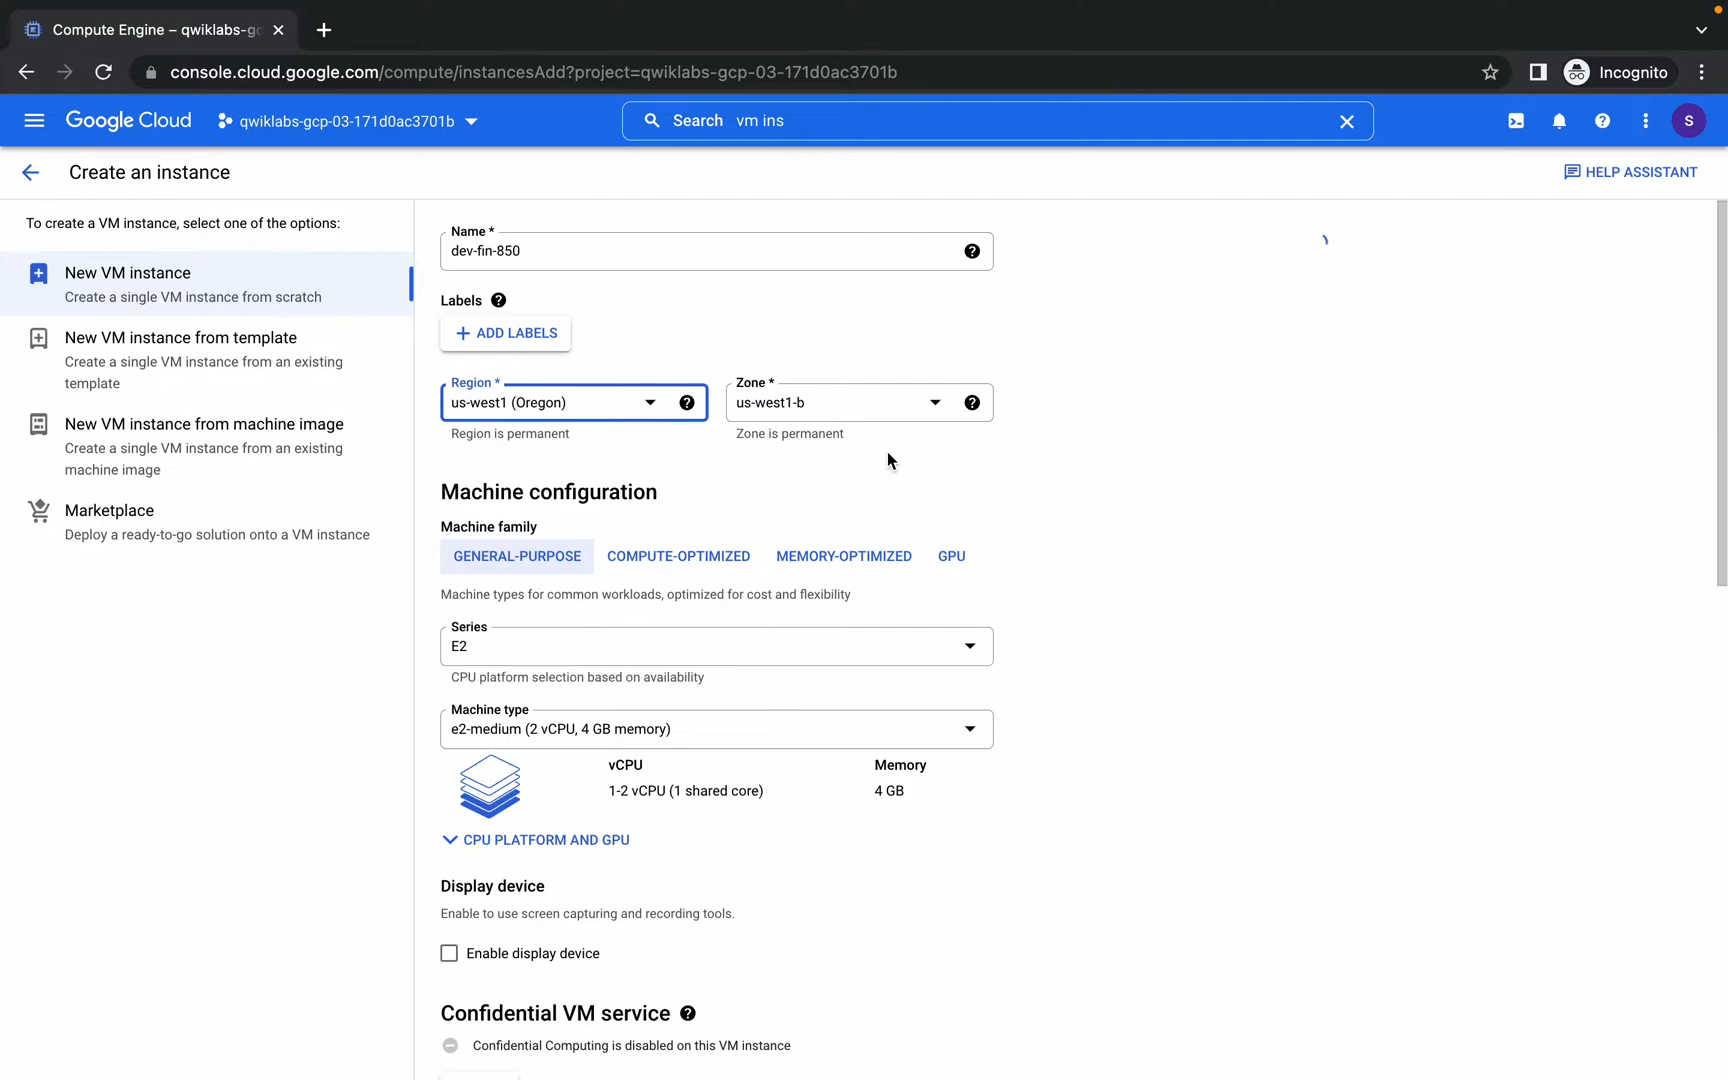 Compute Engine – qwiklabs-gc
console.cloud.google.com/compute/instancesAdd?project=qwiklabs-gcp-03-171d0ac3701b
Incognito
Google Cloud
qwiklabs-gcp-03-171d0ac3701b
Search vm ins
S
Create an instance
HELP ASSISTANT
To create a VM instance, select one of the options:
New VM instance
Create a single VM instance from scratch
New VM instance from template
Create a single VM instance from an existing
template
New VM instance from machine image
Create a single VM instance from an existing
machine image
Marketplace
Deploy a ready-to-go solution onto a VM instance
Name *
dev-fin-850
Labels
ADD LABELS
Region *
us-west1 (Oregon)
Region is permanent
Zone *
us-west1-b
Zone is permanent
Machine configuration
Machine family
GENERAL-PURPOSE COMPUTE-OPTIMIZED MEMORY-OPTIMIZED GPU
Machine types for common workloads, optimized for cost and flexibility
Series
E2
CPU platform selection based on availability
Machine type
e2-medium (2 vCPU, 4 GB memory)
vCPU Memory
1-2 vCPU (1 shared core) 4 GB
CPU PLATFORM AND GPU
Display device
Enable to use screen capturing and recording tools.
Enable display device
Confidential VM service
Confidential Computing is disabled on this VM instance